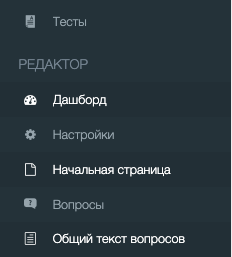 Тесты
РЕДАКТОР
Дашборд
Настройки
Начальная страница
Вопросы
Общий текст вопросов